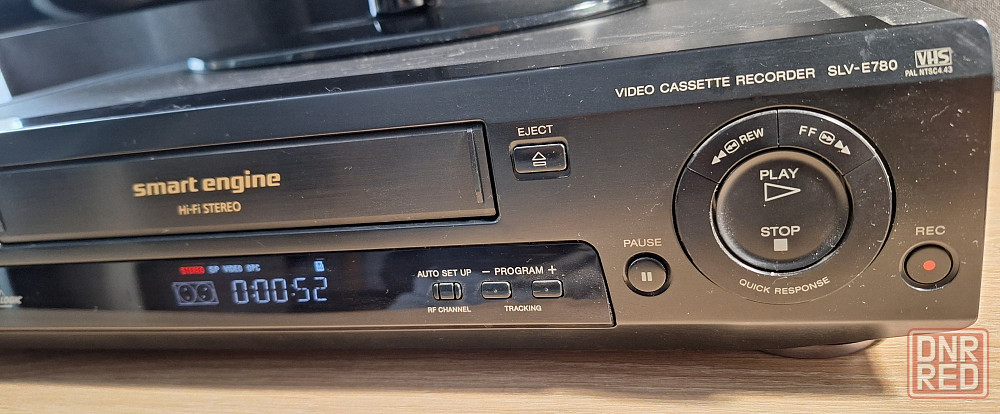 VIDEO CASSETTE RECORDER SLV-E780 VHS
PAL NTSC4.43
EJECT
smart engine
Hi-Fi STEREO
REW FF
PLAY
STOP
QUICK RESPONSE
PAUSE
REC
STEREO SP VIDEO OPC
0:00:52
AUTO SET UP – PROGRAM +
RF CHANNEL TRACKING
LOGIC
DNR
RED